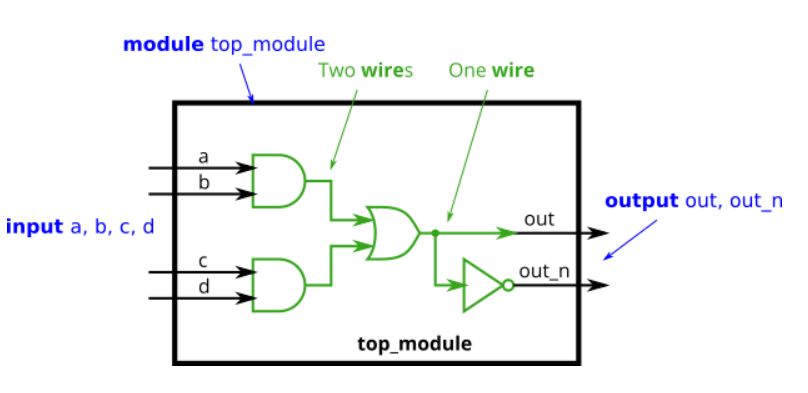 module top_module
Two wires
One wire
a
b
output out, out_n
out
input a, b, c, d
c
out_n
d
top_module